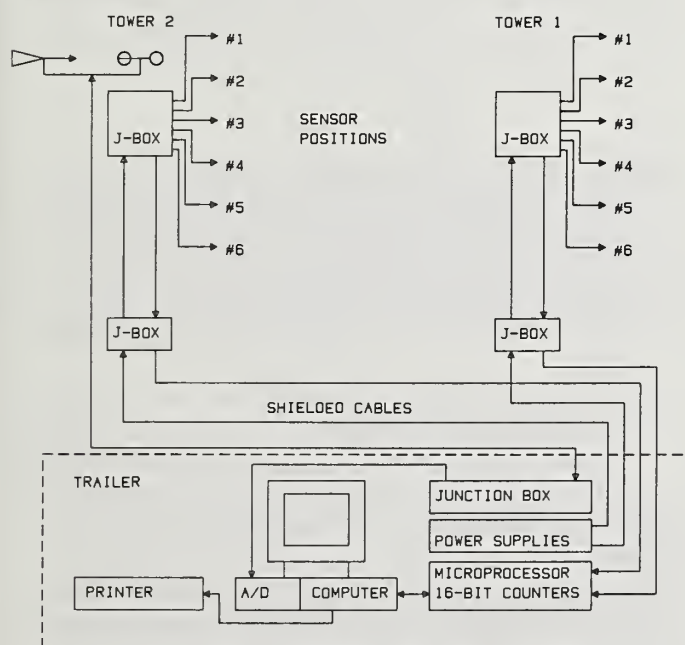 TOWER 2
TOWER 1
#1
#2
#3
#4
#5
#6
J-BOX
SENSOR
POSITIONS
#1
#2
#3
#4
#5
#6
J-BOX
J-BOX
J-BOX
SHIELDED CABLES
TRAILER
JUNCTION BOX
POWER SUPPLIES
MICROPROCESSOR
16-BIT COUNTERS
PRINTER
A/D
COMPUTER